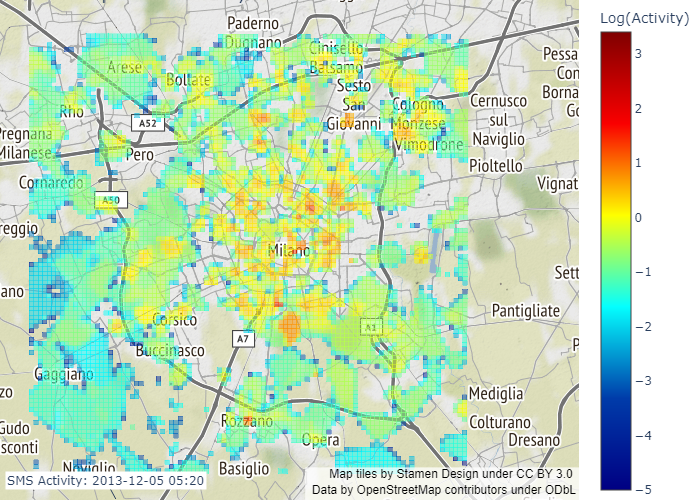 Paderno
Dugnano
Cinisello
Balsamo
Arese
Bollate
Sesto
San
Giovanni
Cologno
Monzese
Vimodrone
Rho
A52
Pero
Pregnana
Milanese
Cornaredo
A50
Cernusco
sul
Naviglio
Pioltello
Pessa
Con
Borna
Go
Vignat
reggio
Milano
ano
Sett
Pantigliate
Corsico
Buccinasco
A7
A1
P
Gaggiano
zo
Mediglia
Colturano
Dresano
Gudo
sconti
Rozzano
Opera
Noviglio
Basiglio
SMS Activity: 2013-12-05 05:20
Map tiles by Stamen Design under CC BY 3.0
Data by OpenStreetMap contributors under ODbL
Log(Activity)
3
2
1
0
−1
−2
−3
−4
−5